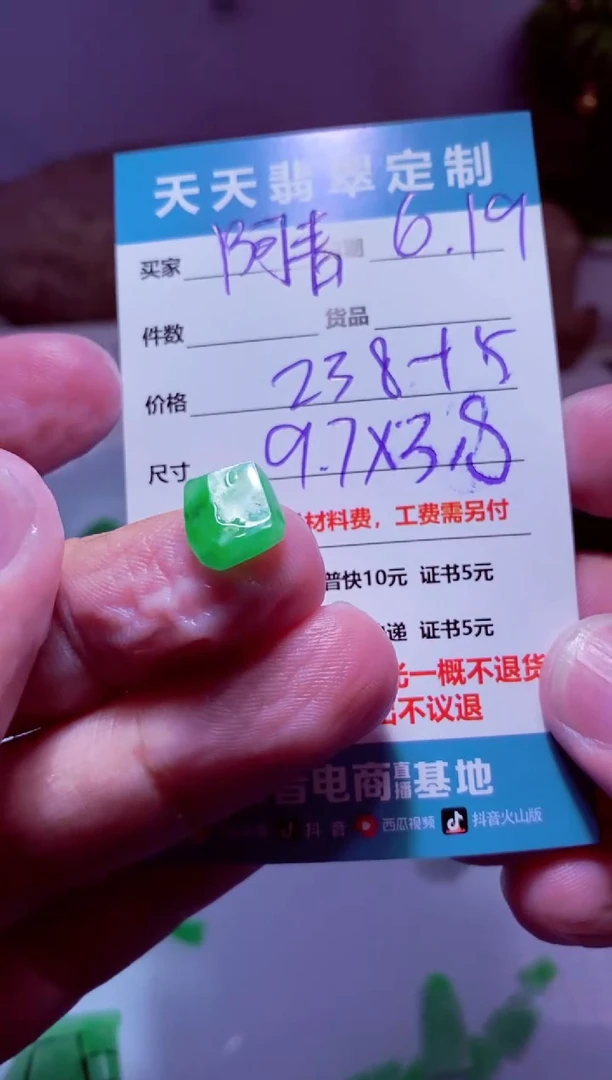 天天翡翠定制
买家 阿青 6.19
件数 货品
价格 238+5
尺寸 9.7X3.8
材料费，工费需另付
普快10元 证书5元
递 证书5元
光一概不退货
出不议退
音电商直播基地
抖音 西瓜视频 抖音火山版